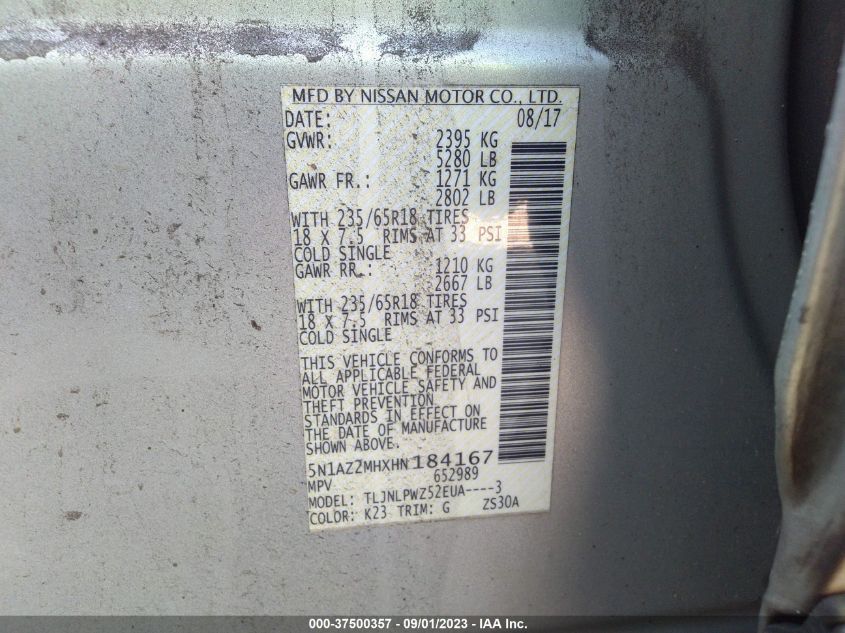 MFD BY NISSAN MOTOR CO., LTD.
DATE: 08/17
GVWR: 2395 KG
5280 LB
GAWR FR.: 1271 KG
2802 LB
WITH 235/65R18 TIRES
18 X 7.5 RIMS AT 33 PSI
COLD SINGLE
GAWR RR.: 1210 KG
2667 LB
WITH 235/65R18 TIRES
18 X 7.5 RIMS AT 33 PSI
COLD SINGLE
THIS VEHICLE CONFORMS TO
ALL APPLICABLE FEDERAL
MOTOR VEHICLE SAFETY AND
THEFT PREVENTION
STANDARDS IN EFFECT ON
THE DATE OF MANUFACTURE
SHOWN ABOVE.
5N1AZ2MHXHN184167
MPV 652989
MODEL: TLJNLPWZ52EUA----3
COLOR: K23 TRIM: G ZS30A
000-37500357 - 09/01/2023 - IAA Inc.